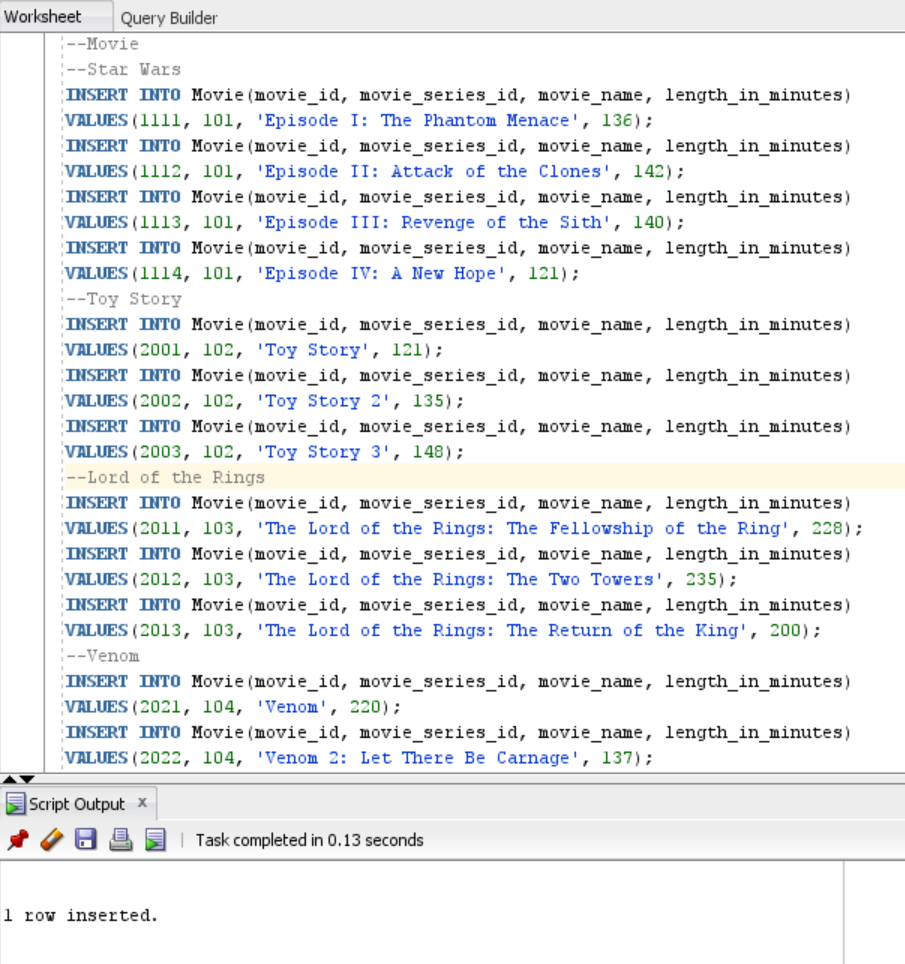 Worksheet Query Builder
--Movie
--Star Wars
INSERT INTO Movie(movie_id, movie_series_id, movie_name, length_in_minutes)
VALUES(1111, 101, 'Episode I: The Phantom Menace', 136);
INSERT INTO Movie(movie_id, movie_series_id, movie_name, length_in_minutes)
VALUES(1112, 101, 'Episode II: Attack of the Clones', 142);
INSERT INTO Movie(movie_id, movie_series_id, movie_name, length_in_minutes)
VALUES(1113, 101, 'Episode III: Revenge of the Sith', 140);
INSERT INTO Movie(movie_id, movie_series_id, movie_name, length_in_minutes)
VALUES(1114, 101, 'Episode IV: A New Hope', 121);
--Toy Story
INSERT INTO Movie(movie_id, movie_series_id, movie_name, length_in_minutes)
VALUES(2001, 102, 'Toy Story', 121);
INSERT INTO Movie(movie_id, movie_series_id, movie_name, length_in_minutes)
VALUES(2002, 102, 'Toy Story 2', 135);
INSERT INTO Movie(movie_id, movie_series_id, movie_name, length_in_minutes)
VALUES(2003, 102, 'Toy Story 3', 148);
--Lord of the Rings
INSERT INTO Movie(movie_id, movie_series_id, movie_name, length_in_minutes)
VALUES(2011, 103, 'The Lord of the Rings: The Fellowship of the Ring', 228);
INSERT INTO Movie(movie_id, movie_series_id, movie_name, length_in_minutes)
VALUES(2012, 103, 'The Lord of the Rings: The Two Towers', 235);
INSERT INTO Movie(movie_id, movie_series_id, movie_name, length_in_minutes)
VALUES(2013, 103, 'The Lord of the Rings: The Return of the King', 200);
--Venom
INSERT INTO Movie(movie_id, movie_series_id, movie_name, length_in_minutes)
VALUES(2021, 104, 'Venom', 220);
INSERT INTO Movie(movie_id, movie_series_id, movie_name, length_in_minutes)
VALUES(2022, 104, 'Venom 2: Let There Be Carnage', 137);
Script Output x
Task completed in 0.13 seconds
1 row inserted.